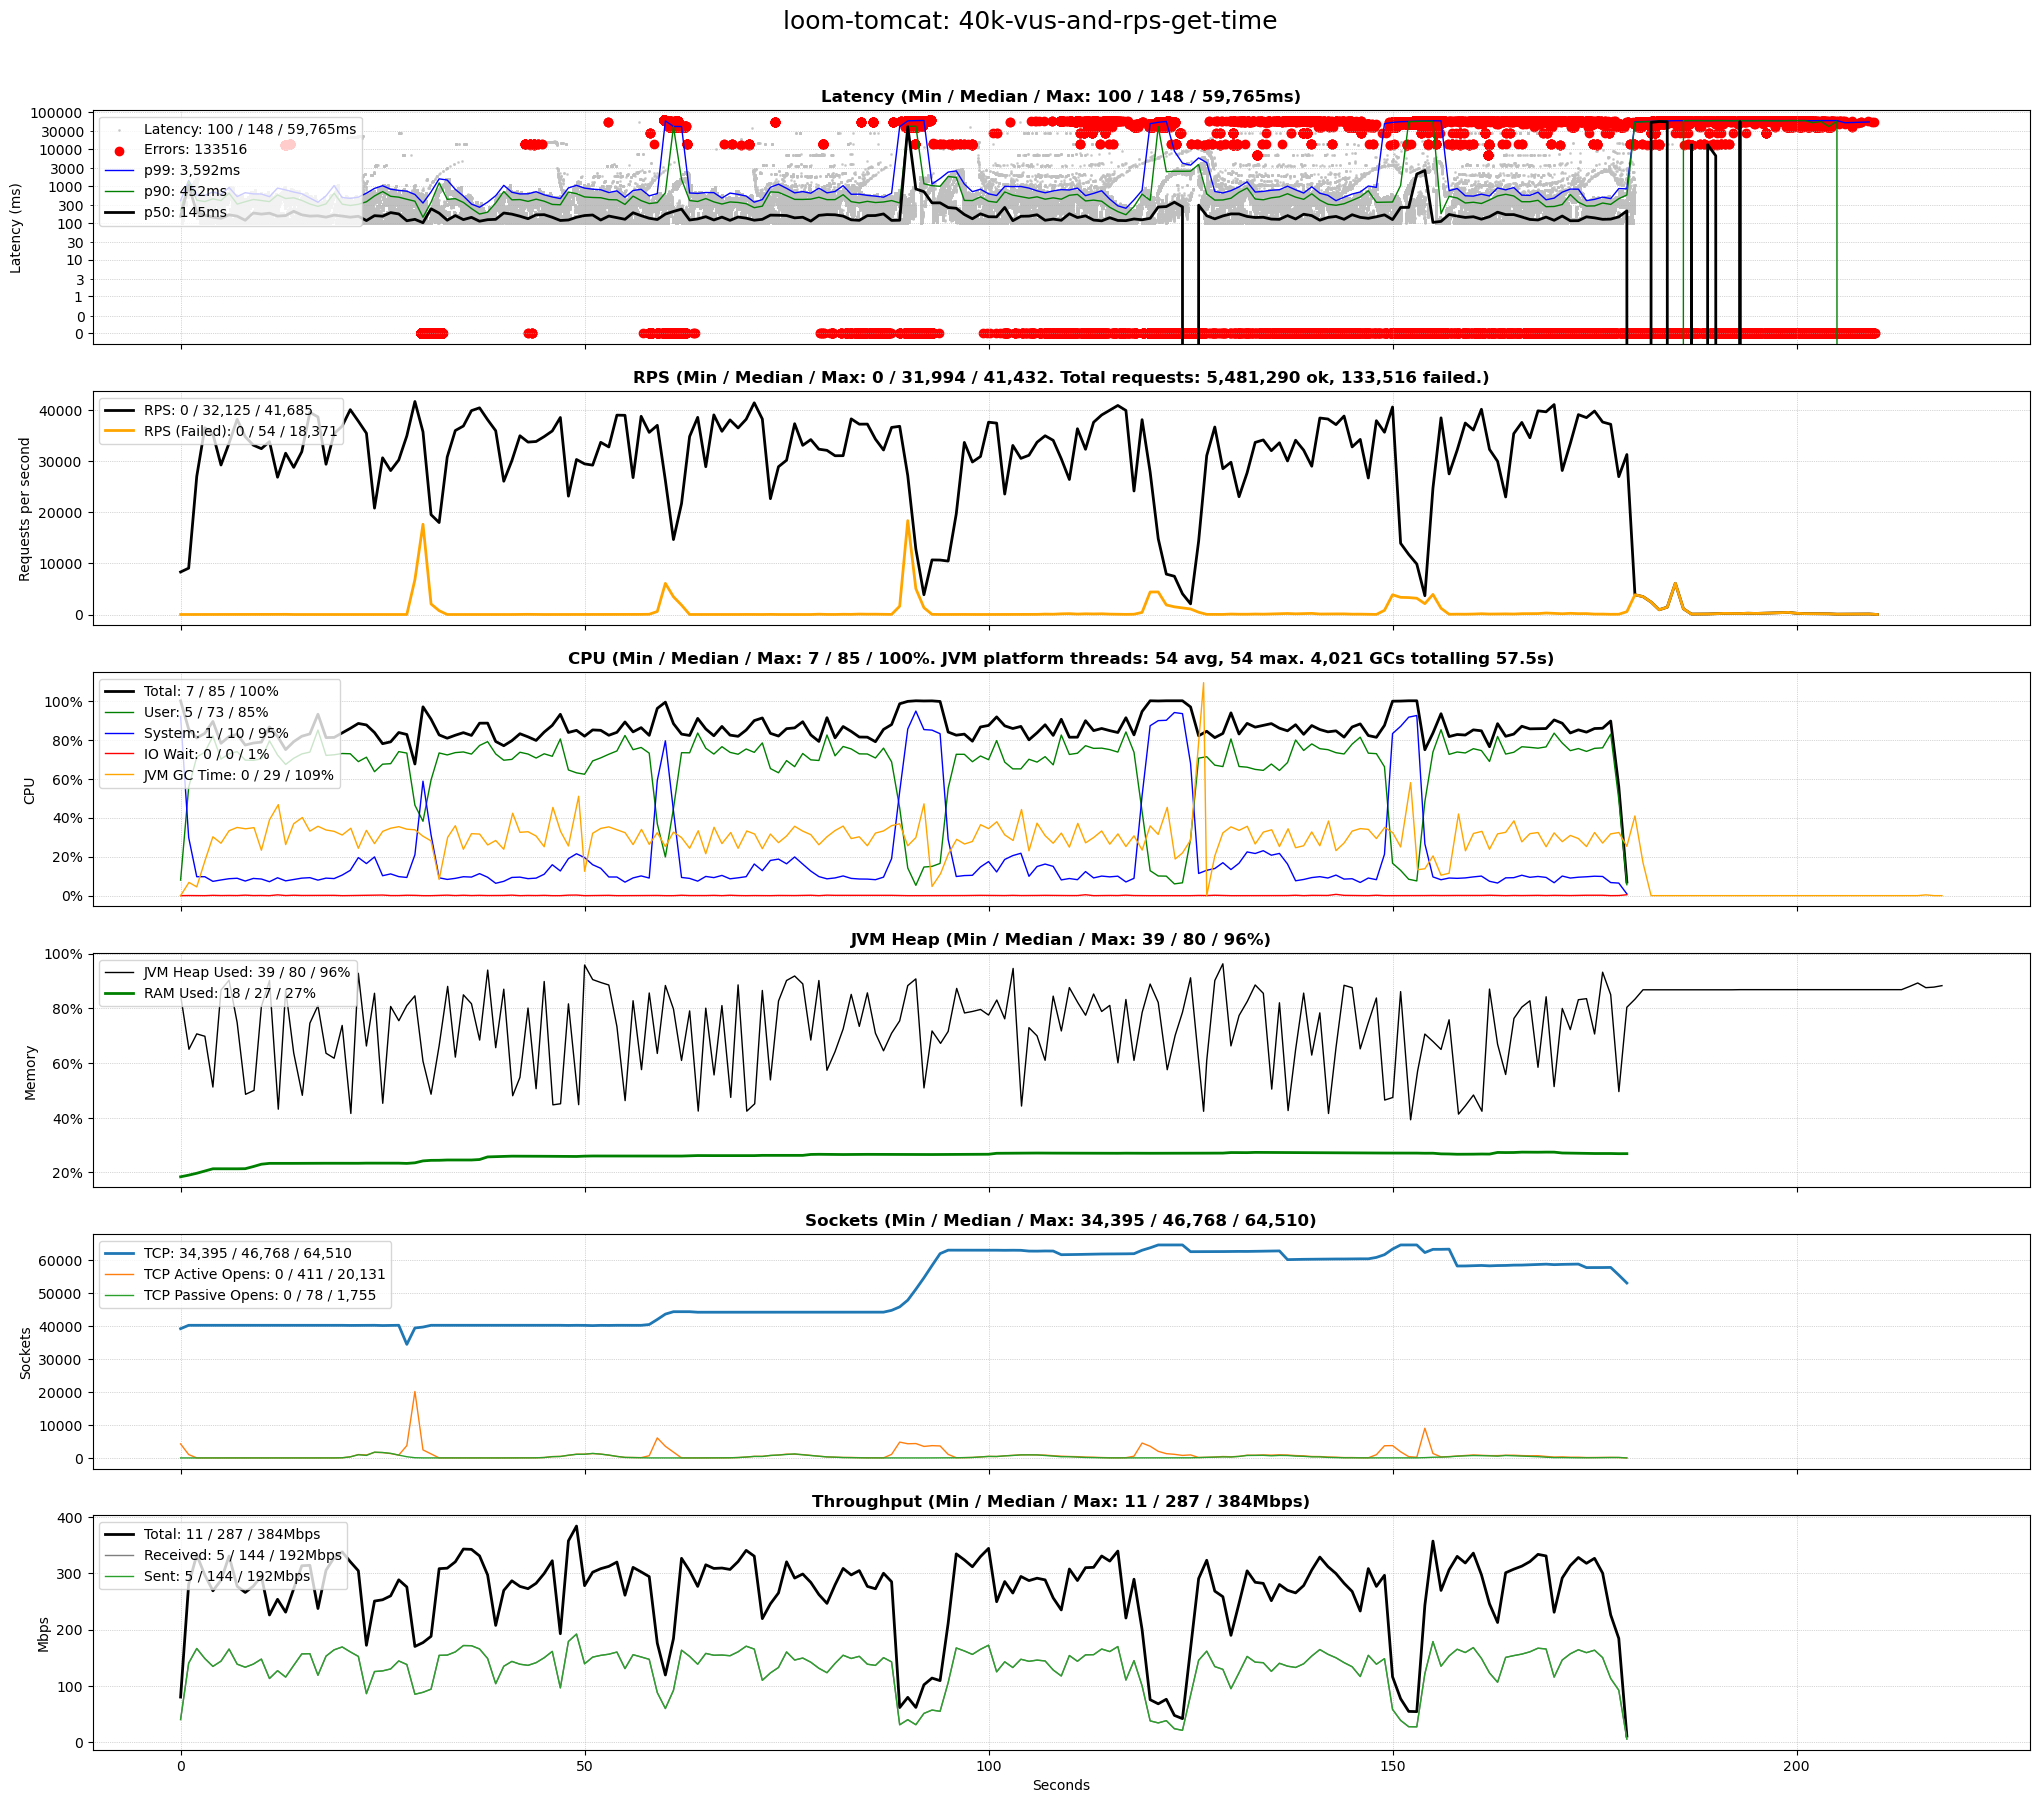 loom-tomcat: 40k-vus-and-rps-get-time
Latency (Min / Median / Max: 100 / 148 / 59,765ms)
Latency (ms)
100000
30000
10000
3000
1000
300
100
30
10
3
1
0
0
Latency: 100 / 148 / 59,765ms
Errors: 133516
p99: 3,592ms
p90: 452ms
p50: 145ms
RPS (Min / Median / Max: 0 / 31,994 / 41,432. Total requests: 5,481,290 ok, 133,516 failed.)
Requests per second
40000
30000
20000
10000
0
RPS: 0 / 32,125 / 41,685
RPS (Failed): 0 / 54 / 18,371
CPU (Min / Median / Max: 7 / 85 / 100%. JVM platform threads: 54 avg, 54 max. 4,021 GCs totalling 57.5s)
CPU
100%
80%
60%
40%
20%
0%
Total: 7 / 85 / 100%
User: 5 / 73 / 85%
System: 1 / 10 / 95%
IO Wait: 0 / 0 / 1%
JVM GC Time: 0 / 29 / 109%
JVM Heap (Min / Median / Max: 39 / 80 / 96%)
Memory
100%
80%
60%
40%
20%
JVM Heap Used: 39 / 80 / 96%
RAM Used: 18 / 27 / 27%
Sockets (Min / Median / Max: 34,395 / 46,768 / 64,510)
Sockets
60000
50000
40000
30000
20000
10000
0
TCP: 34,395 / 46,768 / 64,510
TCP Active Opens: 0 / 411 / 20,131
TCP Passive Opens: 0 / 78 / 1,755
Throughput (Min / Median / Max: 11 / 287 / 384Mbps)
Mbps
400
300
200
100
0
Total: 11 / 287 / 384Mbps
Received: 5 / 144 / 192Mbps
Sent: 5 / 144 / 192Mbps
0 50 100 150 200
Seconds